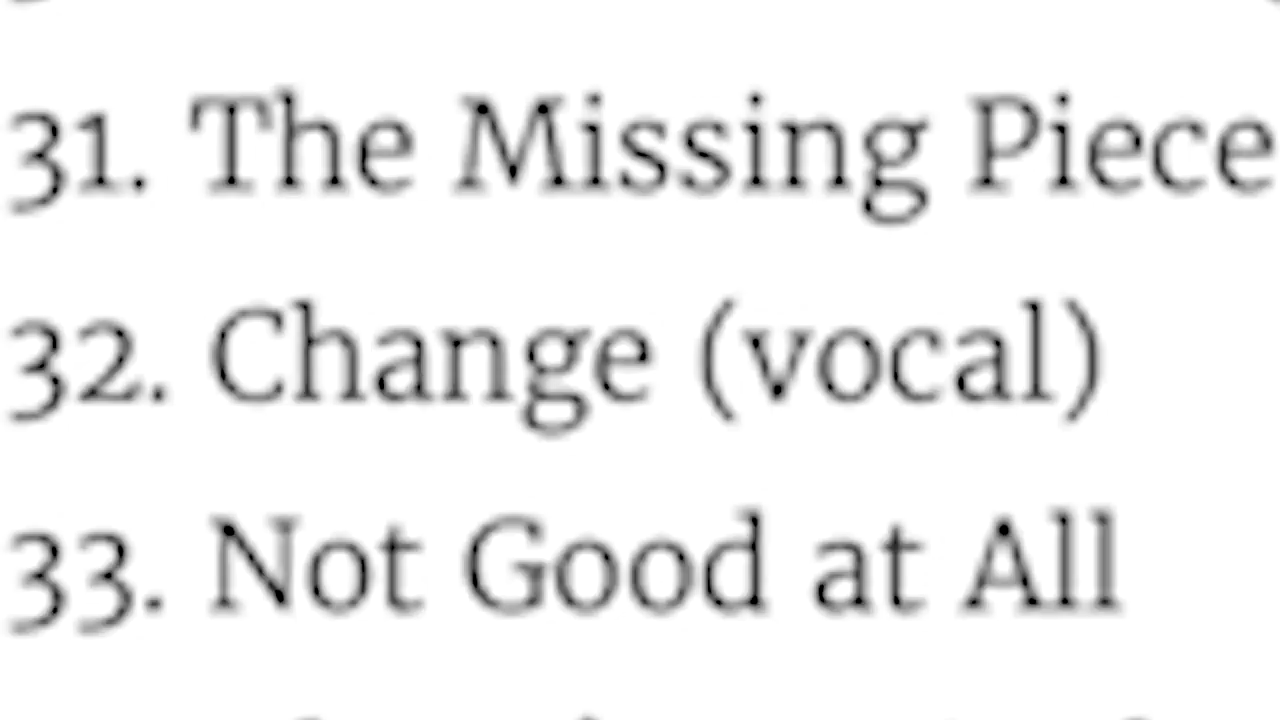 31. The Missing Piece
32. Change (vocal)
33. Not Good at All